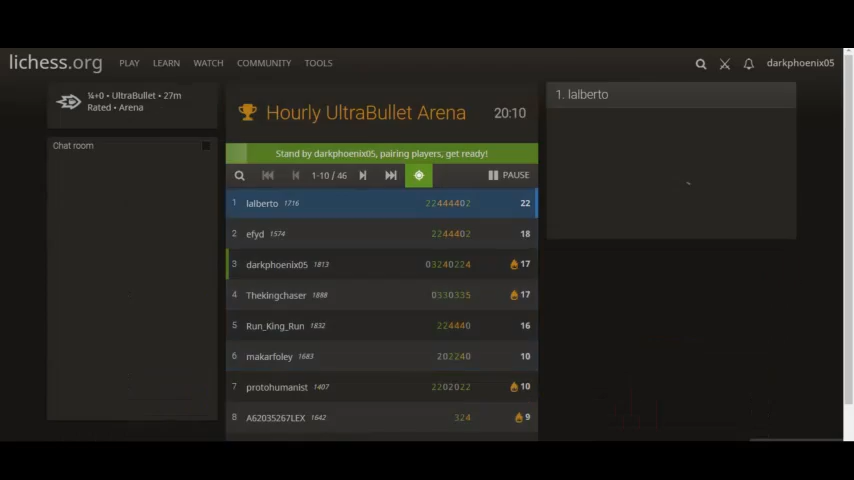 lichess.org PLAY LEARN WATCH COMMUNITY TOOLS darkphoenix05
¼+0 • UltraBullet • 27m
Rated • Arena
Chat room
Hourly UltraBullet Arena 20:10
Stand by darkphoenix05, pairing players, get ready!
1-10 / 46 PAUSE
1 lalberto 1716 22444402 22
2 efyd 1574 2244402 18
3 darkphoenix05 1813 03240224 17
4 Thekingchaser 1888 0330335 17
5 Run_King_Run 1832 224440 16
6 makarfoley 1683 202240 10
7 protohumanist 1407 2202022 10
8 A62035267LEX 1642 324 9
1. lalberto